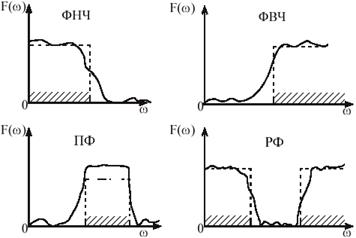 F(ω) ФНЧ
0 ω
F(ω) ФВЧ
0 ω
F(ω) ПФ
0 ω
F(ω) РФ
0 ω